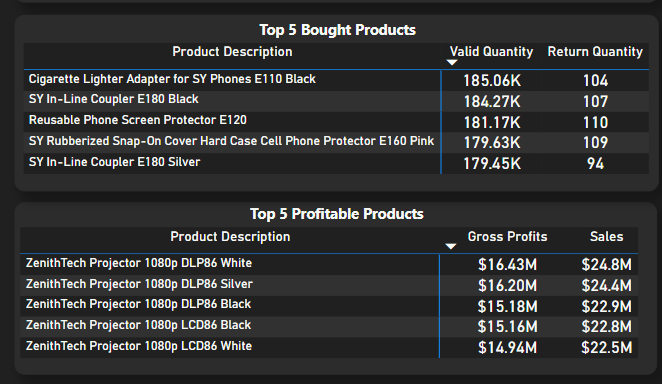 Top 5 Bought Products
Product Description Valid Quantity Return Quantity
Cigarette Lighter Adapter for SY Phones E110 Black 185.06K 104
SY In-Line Coupler E180 Black 184.27K 107
Reusable Phone Screen Protector E120 181.17K 110
SY Rubberized Snap-On Cover Hard Case Cell Phone Protector E160 Pink 179.63K 109
SY In-Line Coupler E180 Silver 179.45K 94
Top 5 Profitable Products
Product Description Gross Profits Sales
ZenithTech Projector 1080p DLP86 White $16.43M $24.8M
ZenithTech Projector 1080p DLP86 Silver $16.20M $24.4M
ZenithTech Projector 1080p DLP86 Black $15.18M $22.9M
ZenithTech Projector 1080p LCD86 Black $15.16M $22.8M
ZenithTech Projector 1080p LCD86 White $14.94M $22.5M